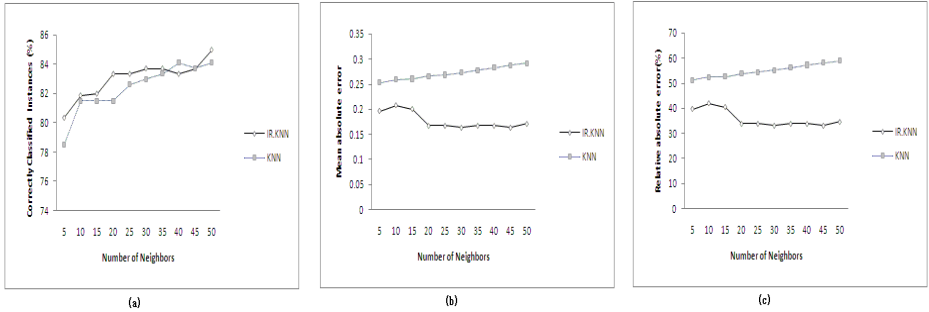 Correctly Classified Instances (%)
86
84
82
80
78
76
74
5 10 15 20 25 30 35 40 45 50
Number of Neighbors
IR.KNN
KNN
(a)
Mean absolute error
0.35
0.3
0.25
0.2
0.15
0.1
0.05
0
5 10 15 20 25 30 35 40 45 50
Number of Neighbors
IR.KNN
KNN
(b)
Relative absolute error(%)
70
60
50
40
30
20
10
0
5 10 15 20 25 30 35 40 45 50
Number of Neighbors
IR.KNN
KNN
(c)